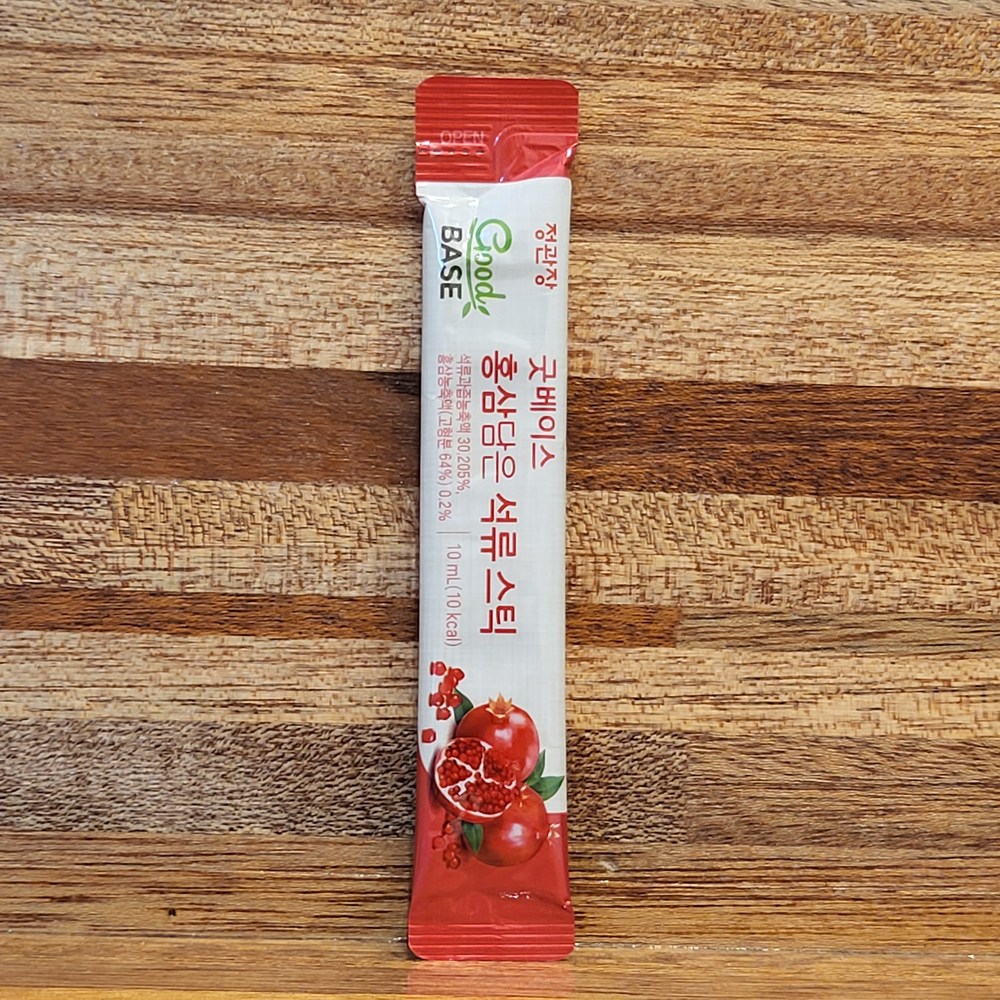 OPEN
정관장
Good
BASE
굿베이스
홍삼담은 석류 스틱
석류과즙농축액 30.205%,
홍삼농축액(고형분 64%) 0.2%
10 mL(10 kcal)